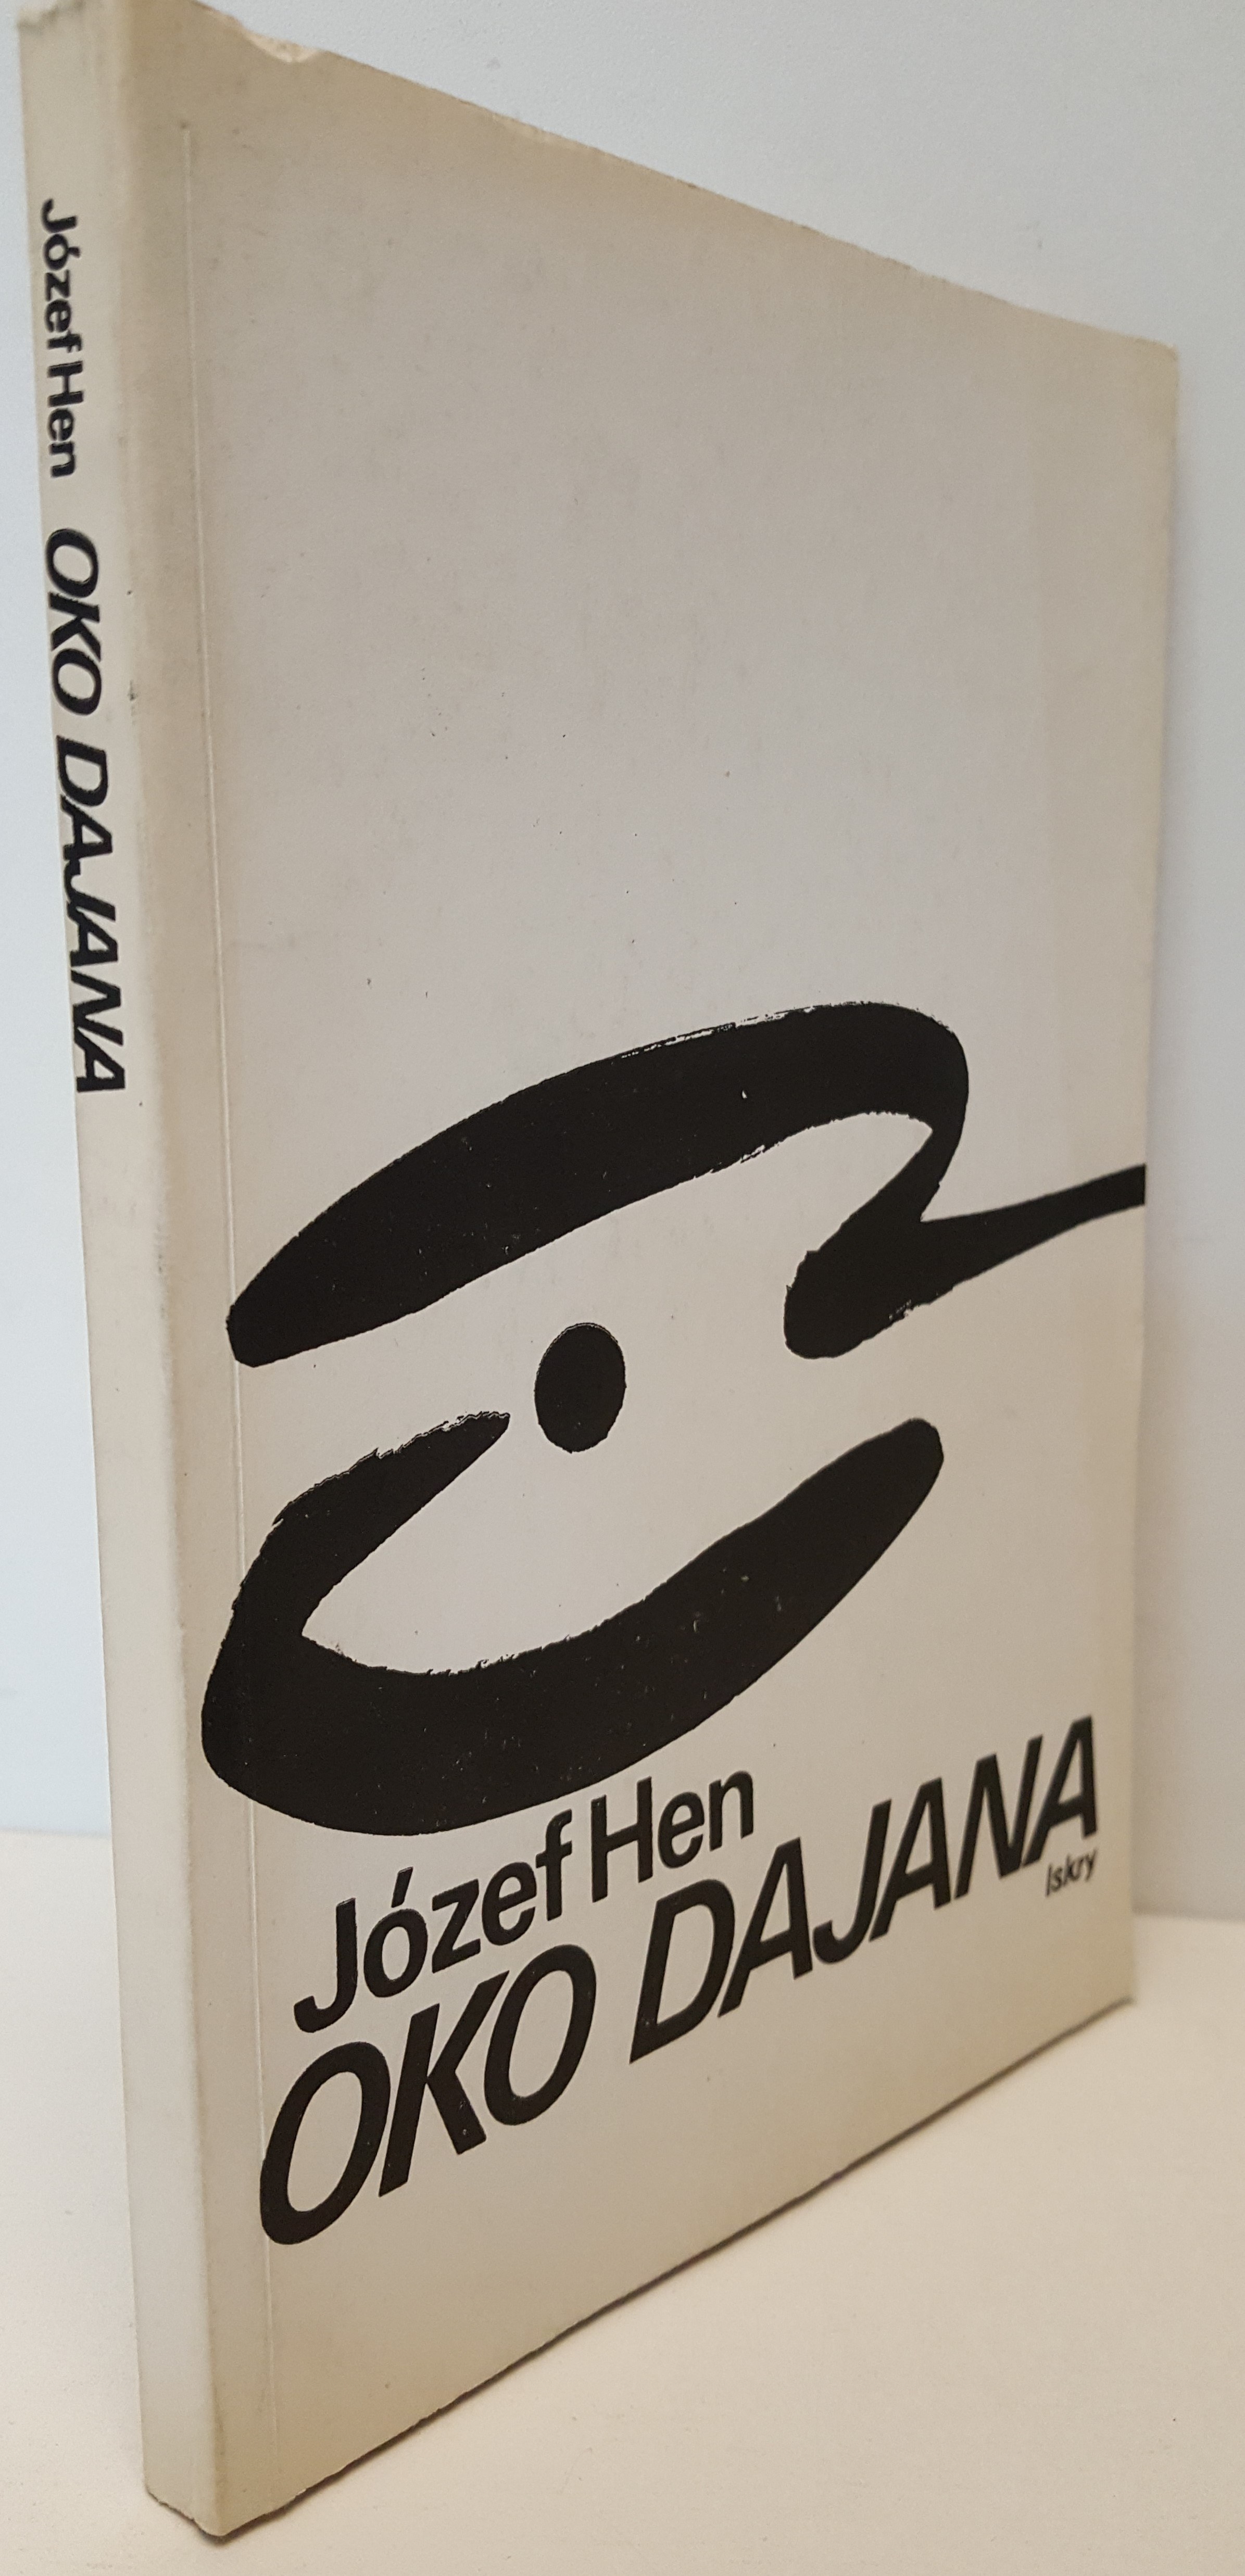 Józef Hen OKO DAJANA
Józef Hen
OKO DAJANA
Iskry